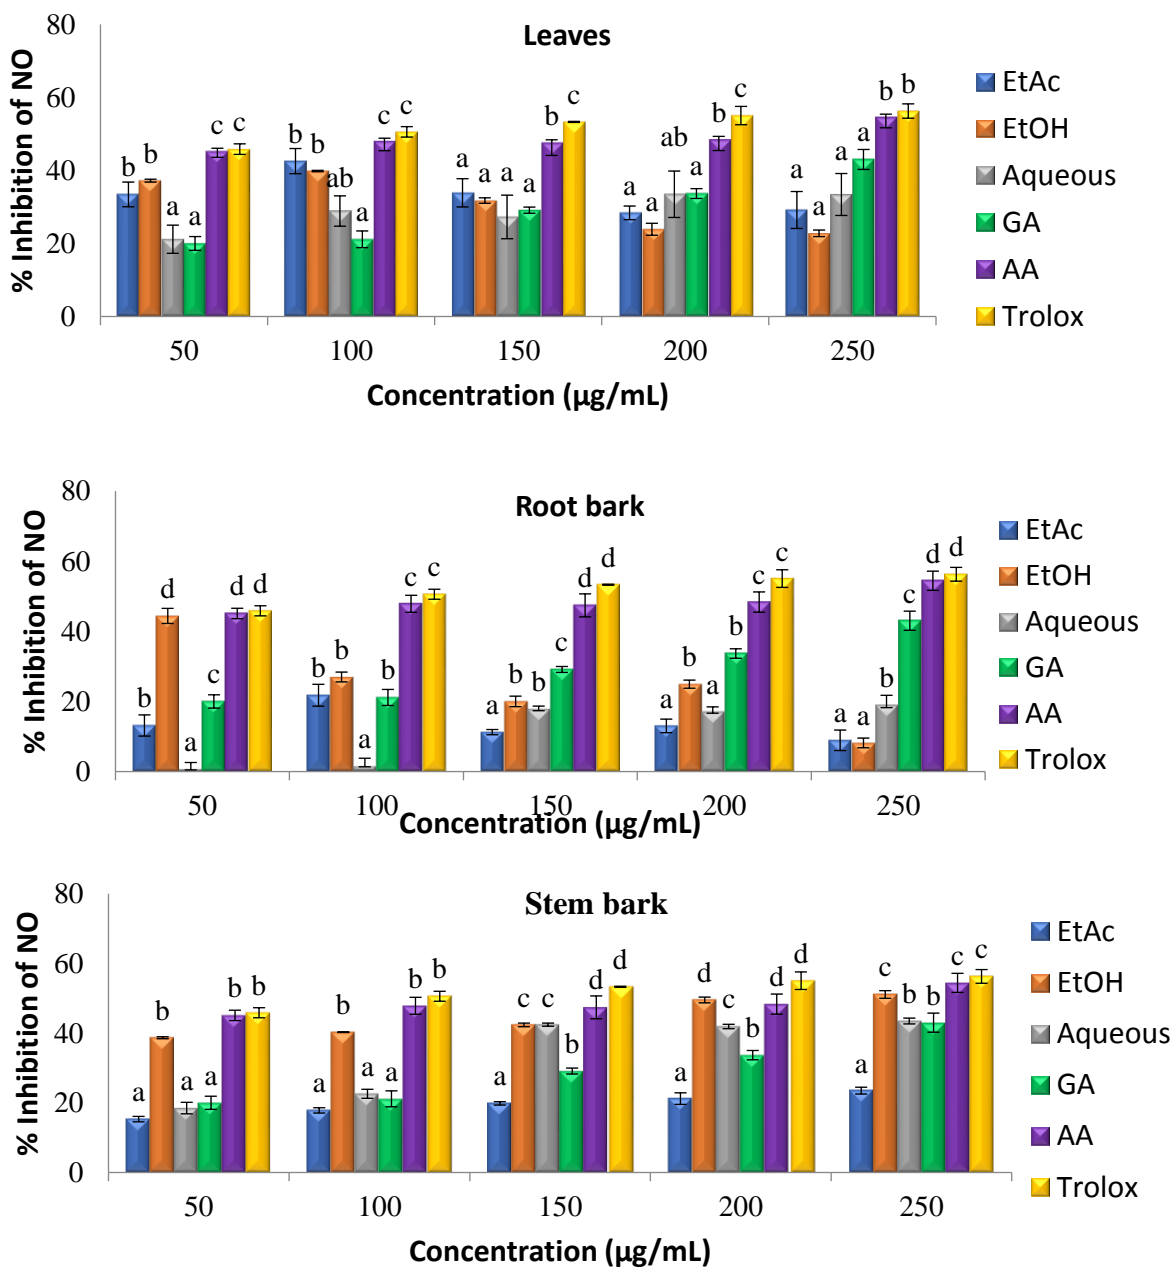 Leaves
% Inhibition of NO
80
60
40
20
0
b b a a c c
b b ab a c c
a a a a b c
a a ab a b c
a a a a b b
50 100 150 200 250
Concentration (µg/mL)
EtAc
EtOH
Aqueous
GA
AA
Trolox
Root bark
% Inhibition of NO
80
60
40
20
0
b d a c d d
b b a b c c
a b b c d d
a b a b c c
a a b c d d
50 100 150 200 250
Concentration (µg/mL)
EtAc
EtOH
Aqueous
GA
AA
Trolox
Stem bark
% Inhibition of NO
80
60
40
20
0
a b a a b b
a b a a b b
a c c b d d
a d c b d d
a c b b c c
50 100 150 200 250
Concentration (µg/mL)
EtAc
EtOH
Aqueous
GA
AA
Trolox